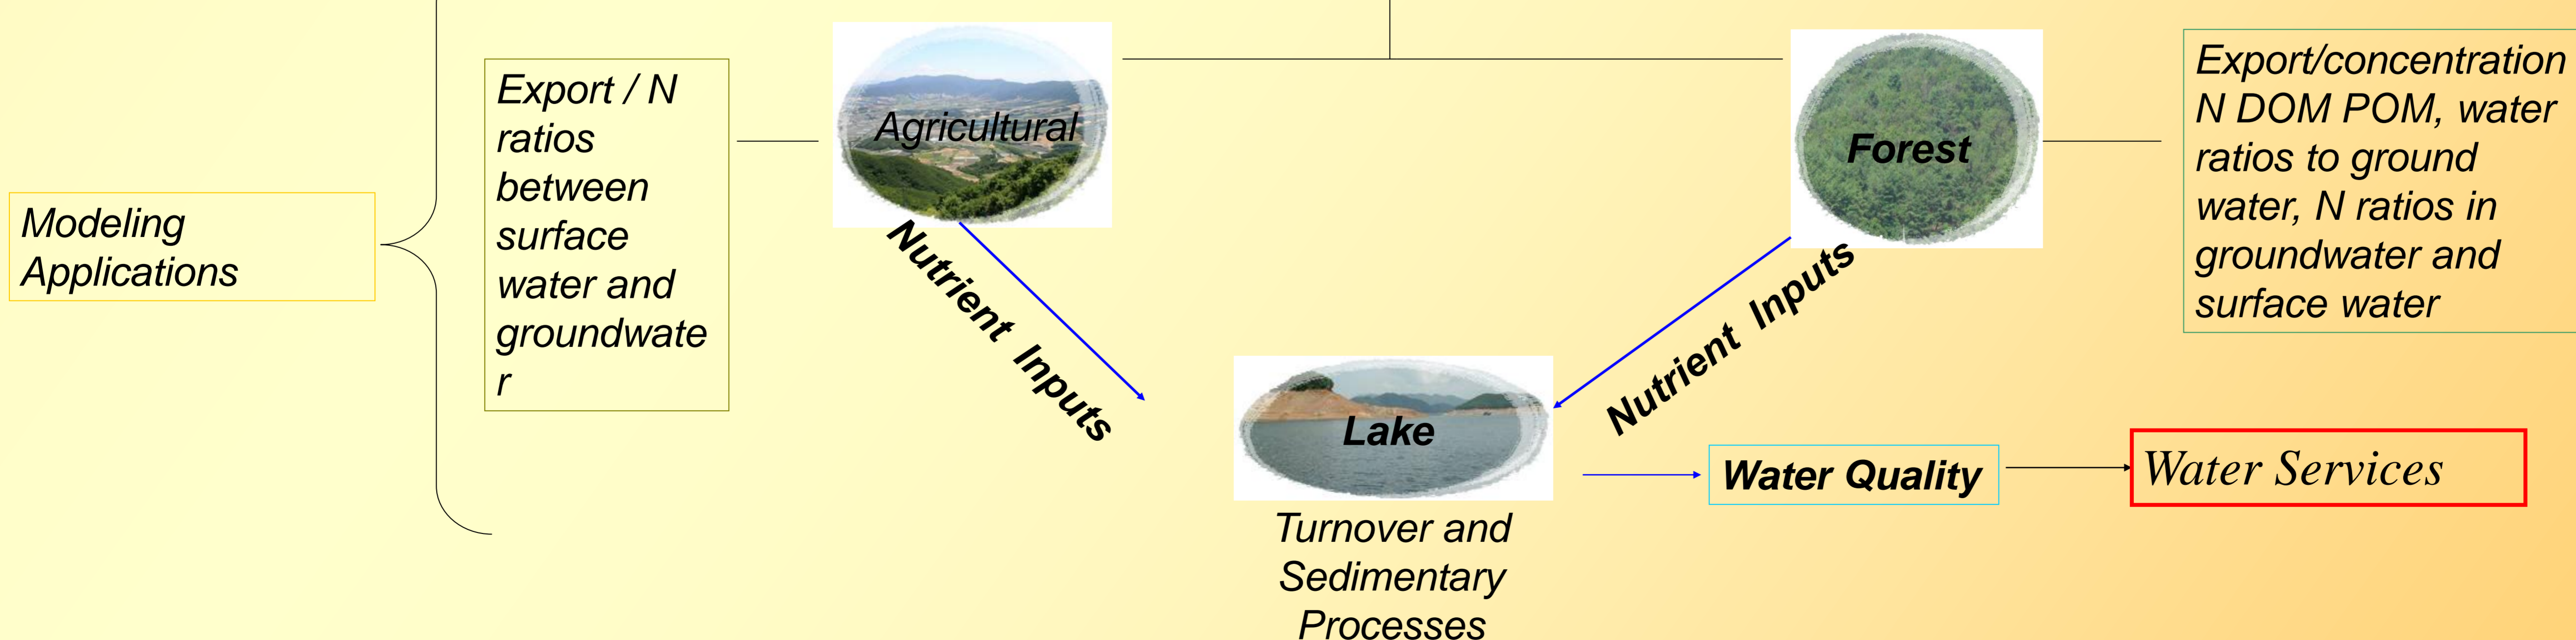 Modeling
Applications
Export / N
ratios
between
surface
water and
groundwate
r
Agricultural
Forest
Export/concentration
N DOM POM, water
ratios to ground
water, N ratios in
groundwater and
surface water
Nutrient Inputs
Nutrient Inputs
Lake
Turnover and
Sedimentary
Processes
Water Quality
Water Services